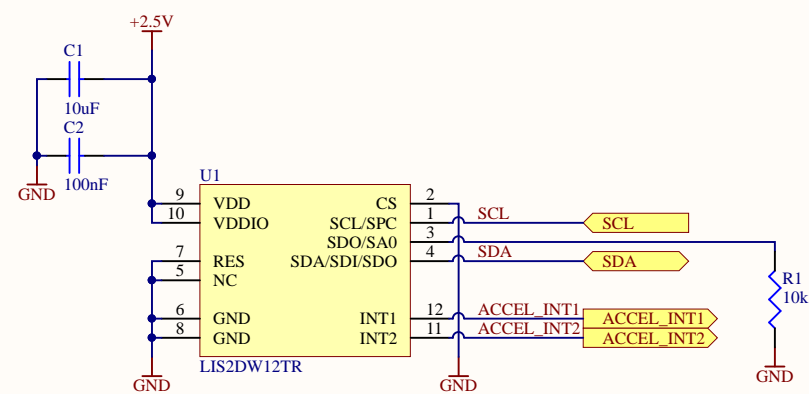 +2.5V
C1
10uF
C2
100nF
GND
U1
9 VDD
10 VDDIO
7 RES
5 NC
6 GND
8 GND
CS 2
SCL/SPC 1
SDO/SA0 3
SDA/SDI/SDO 4
INT1 12
INT2 11
LIS2DW12TR
SCL SCL
SDA SDA
ACCEL_INT1 ACCEL_INT1
ACCEL_INT2 ACCEL_INT2
R1
10k
GND
GND
GND